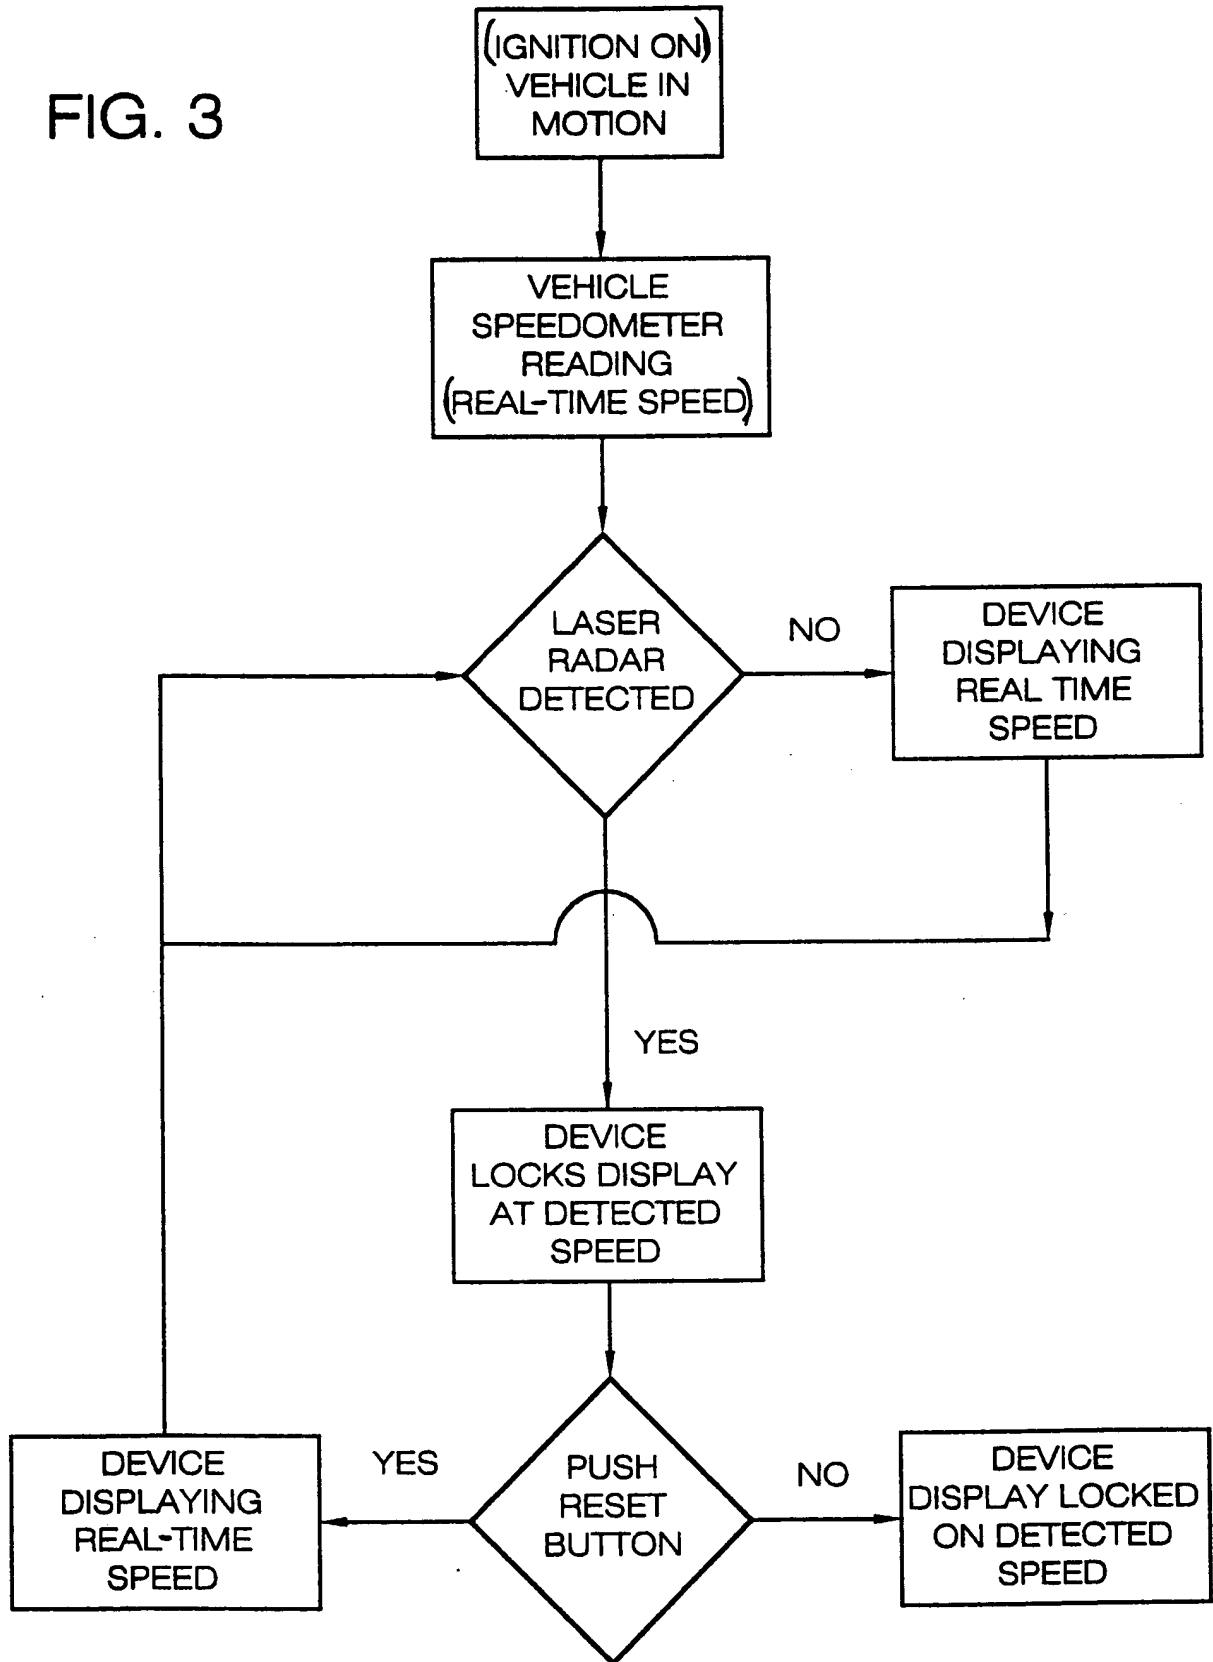 (IGNITION ON)
VEHICLE IN
MOTION
FIG. 3
VEHICLE
SPEEDOMETER
READING
(REAL-TIME SPEED)
LASER
RADAR
DETECTED
NO
DEVICE
DISPLAYING
REAL TIME
SPEED
YES
DEVICE
LOCKS DISPLAY
AT DETECTED
SPEED
PUSH
RESET
BUTTON
YES
DEVICE
DISPLAYING
REAL-TIME
SPEED
NO
DEVICE
DISPLAY LOCKED
ON DETECTED
SPEED